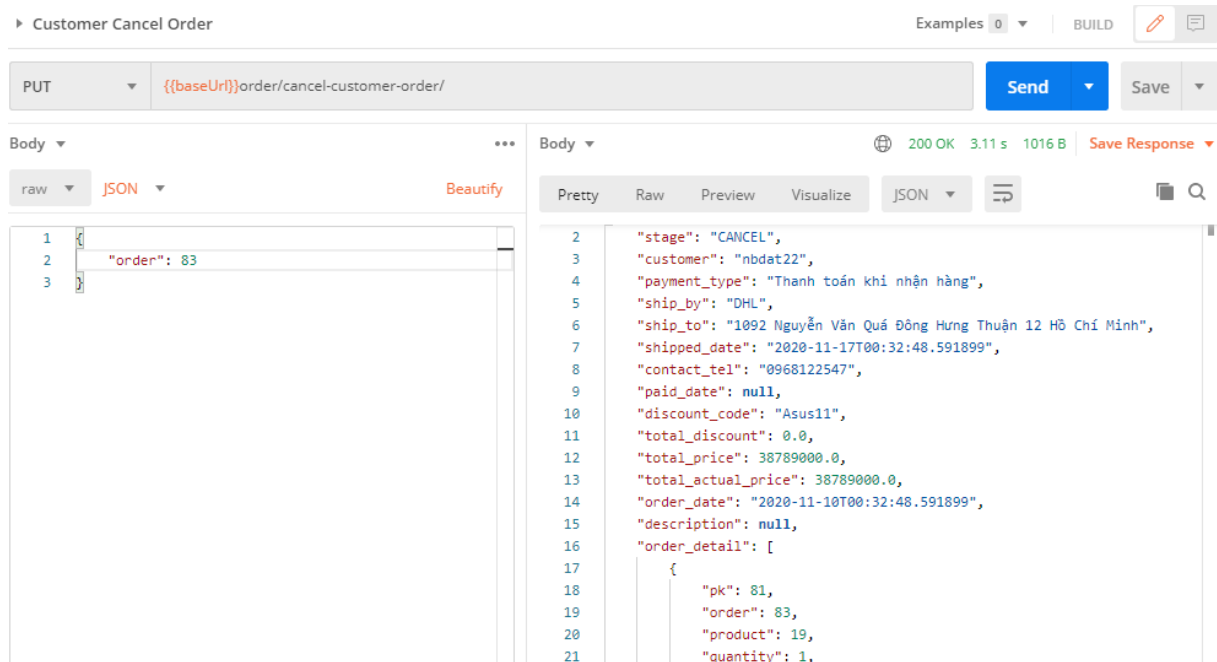 Customer Cancel Order
Examples 0 BUILD
PUT {{baseUrl}}order/cancel-customer-order/ Send Save
Body •••
raw JSON Beautify
1 {
2 "order": 83
3 }
Body 200 OK 3.11 s 1016 B Save Response
Pretty Raw Preview Visualize JSON
2 "stage": "CANCEL",
3 "customer": "nbdat22",
4 "payment_type": "Thanh toán khi nhận hàng",
5 "ship_by": "DHL",
6 "ship_to": "1092 Nguyễn Văn Quá Đông Hưng Thuận 12 Hồ Chí Minh",
7 "shipped_date": "2020-11-17T00:32:48.591899",
8 "contact_tel": "0968122547",
9 "paid_date": null,
10 "discount_code": "Asus11",
11 "total_discount": 0.0,
12 "total_price": 38789000.0,
13 "total_actual_price": 38789000.0,
14 "order_date": "2020-11-10T00:32:48.591899",
15 "description": null,
16 "order_detail": [
17 {
18 "pk": 81,
19 "order": 83,
20 "product": 19,
21 "quantity": 1,